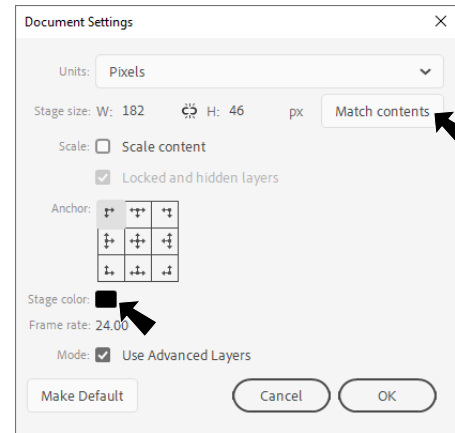 Document Settings
Units: Pixels
Stage size: W: 182 H: 46 px Match contents
Scale: Scale content
Locked and hidden layers
Anchor:
Stage color:
Frame rate: 24.00
Mode: Use Advanced Layers
Make Default Cancel OK